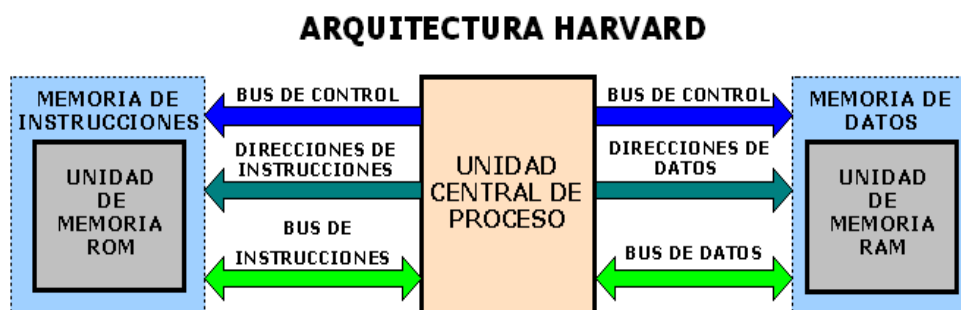 ARQUITECTURA HARVARD
MEMORIA DE
INSTRUCCIONES
UNIDAD
DE
MEMORIA
ROM
BUS DE CONTROL
DIRECCIONES DE
INSTRUCCIONES
BUS DE
INSTRUCCIONES
UNIDAD
CENTRAL DE
PROCESO
BUS DE CONTROL
DIRECCIONES DE
DATOS
BUS DE DATOS
MEMORIA DE
DATOS
UNIDAD
DE
MEMORIA
RAM